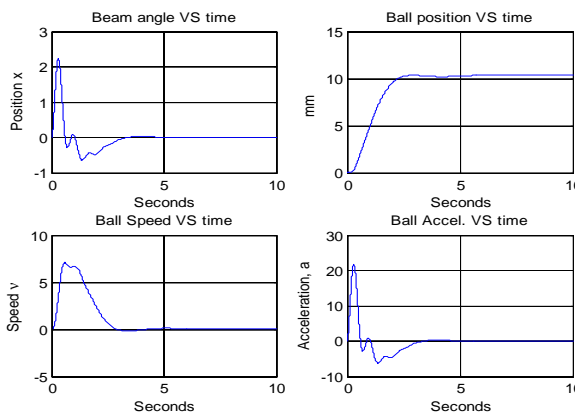 Beam angle VS time
Position x
3
2
1
0
-1
0
5
10
Seconds
Ball position VS time
mm
15
10
5
0
0
5
10
Seconds
Ball Speed VS time
Speed v
10
5
0
-5
0
5
10
Seconds
Ball Accel. VS time
Acceleration, a
30
20
10
0
-10
0
5
10
Seconds